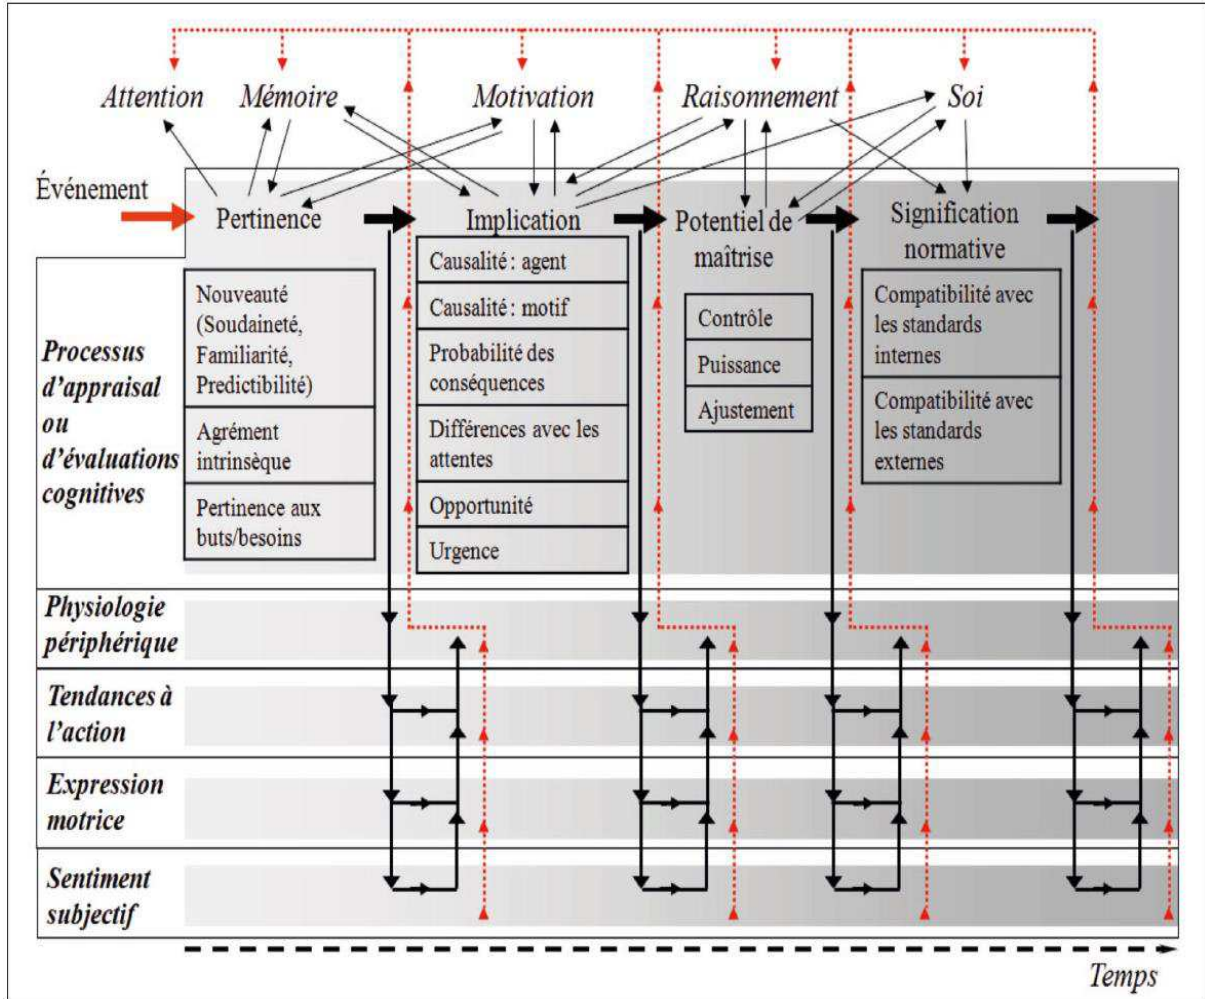 Attention
Mémoire
Motivation
Raisonnement
Soi
Événement
Pertinence
Implication
Potentiel de
maîtrise
Signification
normative
Processus
d'appraisal
ou
d'évaluations
cognitives
Nouveauté
(Soudaineté,
Familiarité,
Predictibilité)
Agrément
intrinsèque
Pertinence aux
buts/besoins
Causalité : agent
Causalité : motif
Probabilité des
conséquences
Différences avec les
attentes
Opportunité
Urgence
Contrôle
Puissance
Ajustement
Compatibilité avec
les standards
internes
Compatibilité avec
les standards
externes
Physiologie
périphérique
Tendances à
l'action
Expression
motrice
Sentiment
subjectif
Temps